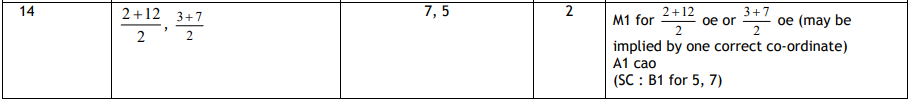 14
2+12/2, 3+7/2
7, 5
2
M1 for 2+12/2 oe or 3+7/2 oe (may be
implied by one correct co-ordinate)
A1 cao
(SC : B1 for 5, 7)